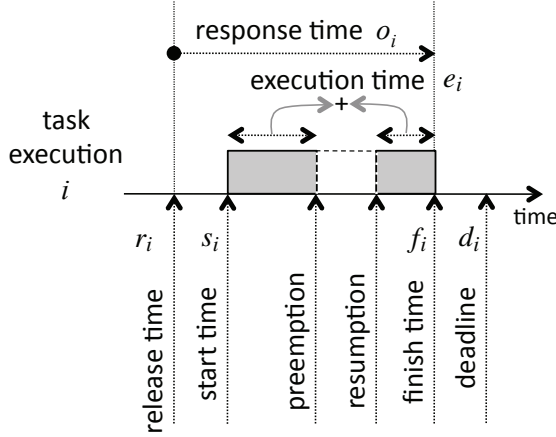 response time o_i
execution time e_i
+
task
execution
i
time
r_i s_i f_i d_i
release time
start time
preemption
resumption
finish time
deadline